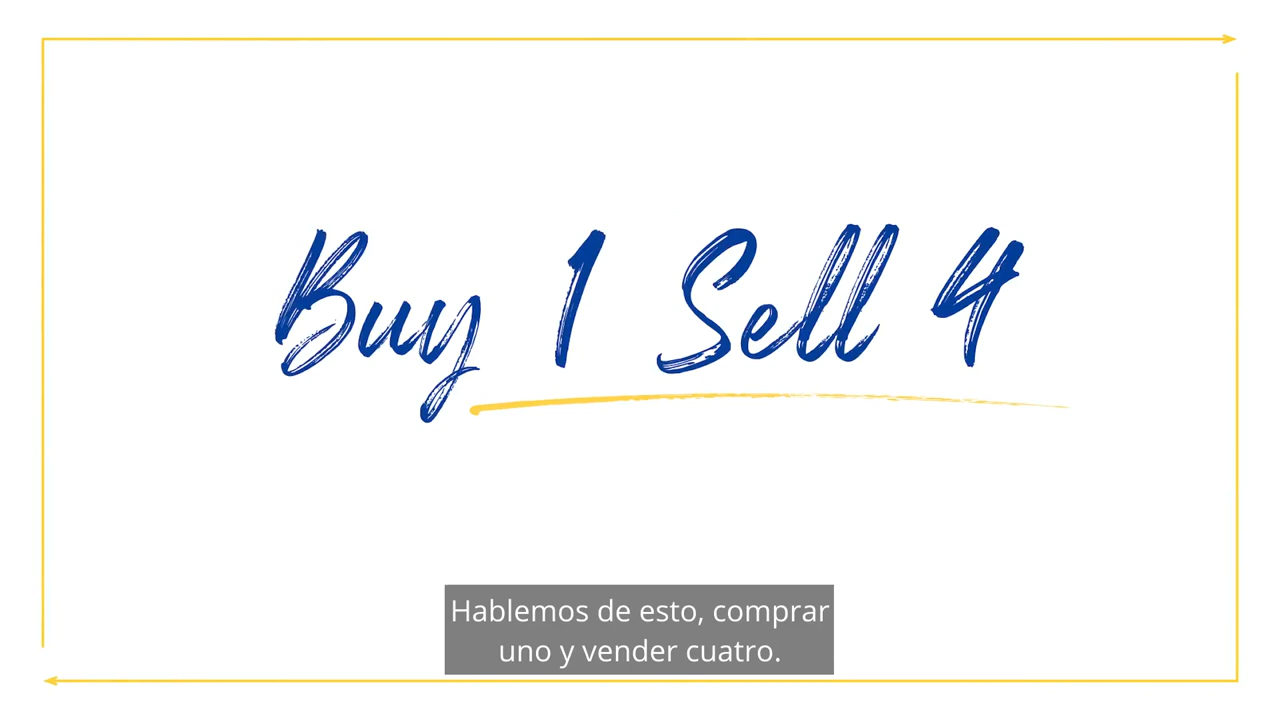 Buy 1 Sell 4
Hablemos de esto, comprar
uno y vender cuatro.